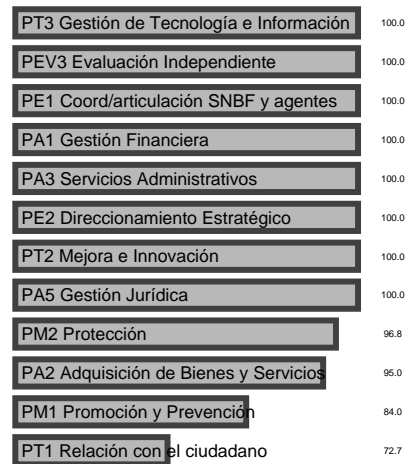 PT3 Gestión de Tecnología e Información 100.0
PEV3 Evaluación Independiente 100.0
PE1 Coord/articulación SNBF y agentes 100.0
PA1 Gestión Financiera 100.0
PA3 Servicios Administrativos 100.0
PE2 Direccionamiento Estratégico 100.0
PT2 Mejora e Innovación 100.0
PA5 Gestión Jurídica 100.0
PM2 Protección 96.8
PA2 Adquisición de Bienes y Servicios 95.0
PM1 Promoción y Prevención 84.0
PT1 Relación con el ciudadano 72.7